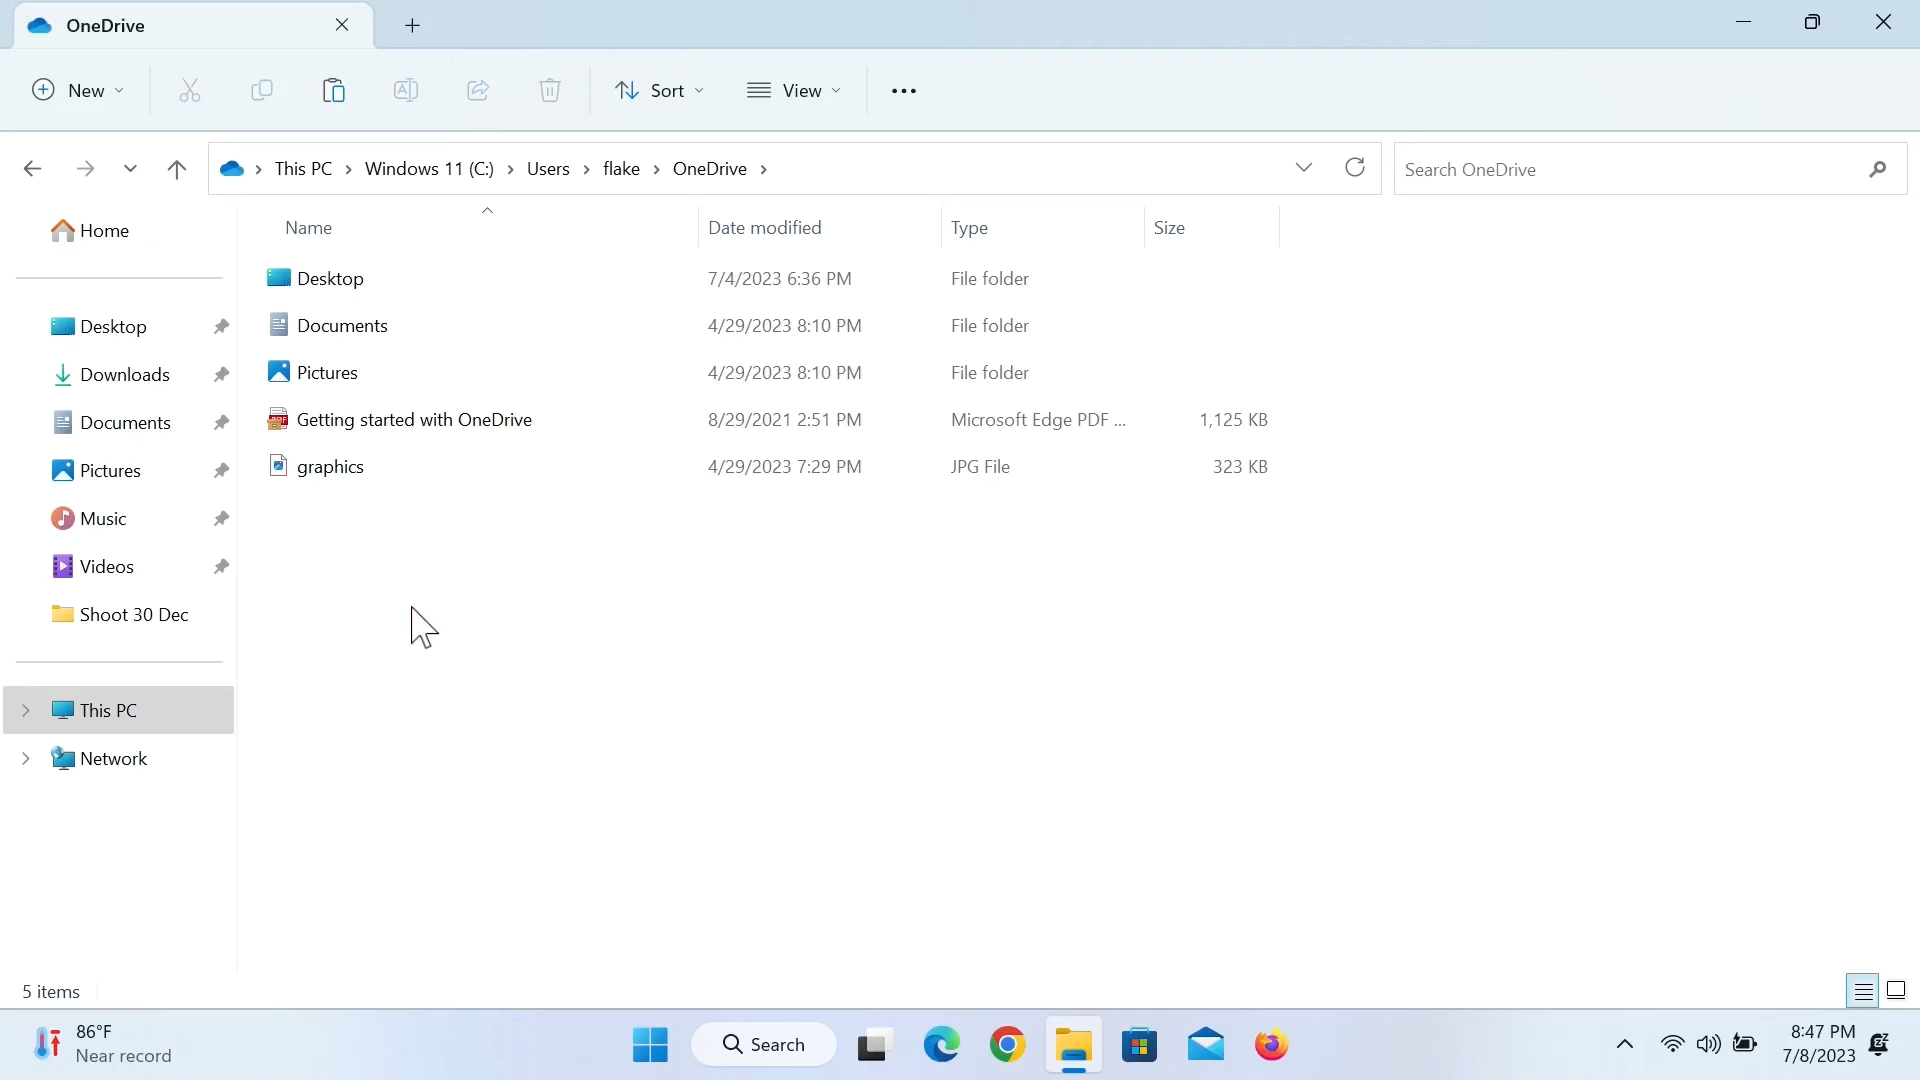 OneDrive
New
Sort
View
This PC
Windows 11 (C:)
Users
flake
OneDrive
Search OneDrive
Home
Desktop
Downloads
Documents
Pictures
Music
Videos
Shoot 30 Dec
This PC
Network
Name Date modified Type Size
Desktop 7/4/2023 6:36 PM File folder
Documents 4/29/2023 8:10 PM File folder
Pictures 4/29/2023 8:10 PM File folder
Getting started with OneDrive 8/29/2021 2:51 PM Microsoft Edge PDF ... 1,125 KB
graphics 4/29/2023 7:29 PM JPG File 323 KB
5 items
86°F
Near record
Search
8:47 PM
7/8/2023